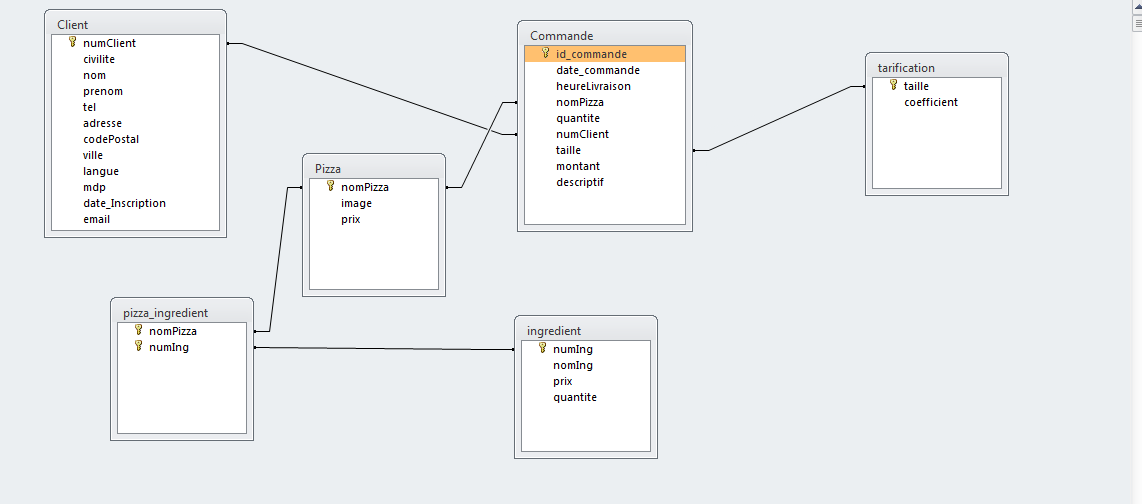 Client
numClient
civilite
nom
prenom
tel
adresse
codePostal
ville
langue
mdp
date_Inscription
email
Commande
id_commande
date_commande
heureLivraison
nomPizza
quantite
numClient
taille
montant
descriptif
tarification
taille
coefficient
Pizza
nomPizza
image
prix
pizza_ingredient
nomPizza
numIng
ingredient
numIng
nomIng
prix
quantite